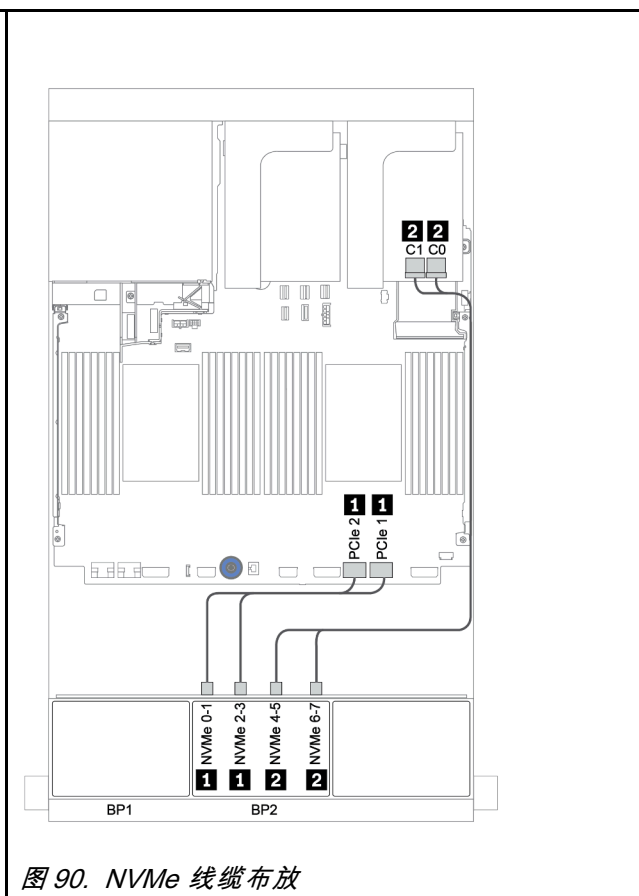 2 2
C1 C0
1 1
PCIe 2
PCIe 1
NVMe 0-1
NVMe 2-3
NVMe 4-5
NVMe 6-7
1 1 2 2
BP1 BP2
图 90. NVMe 线缆布放